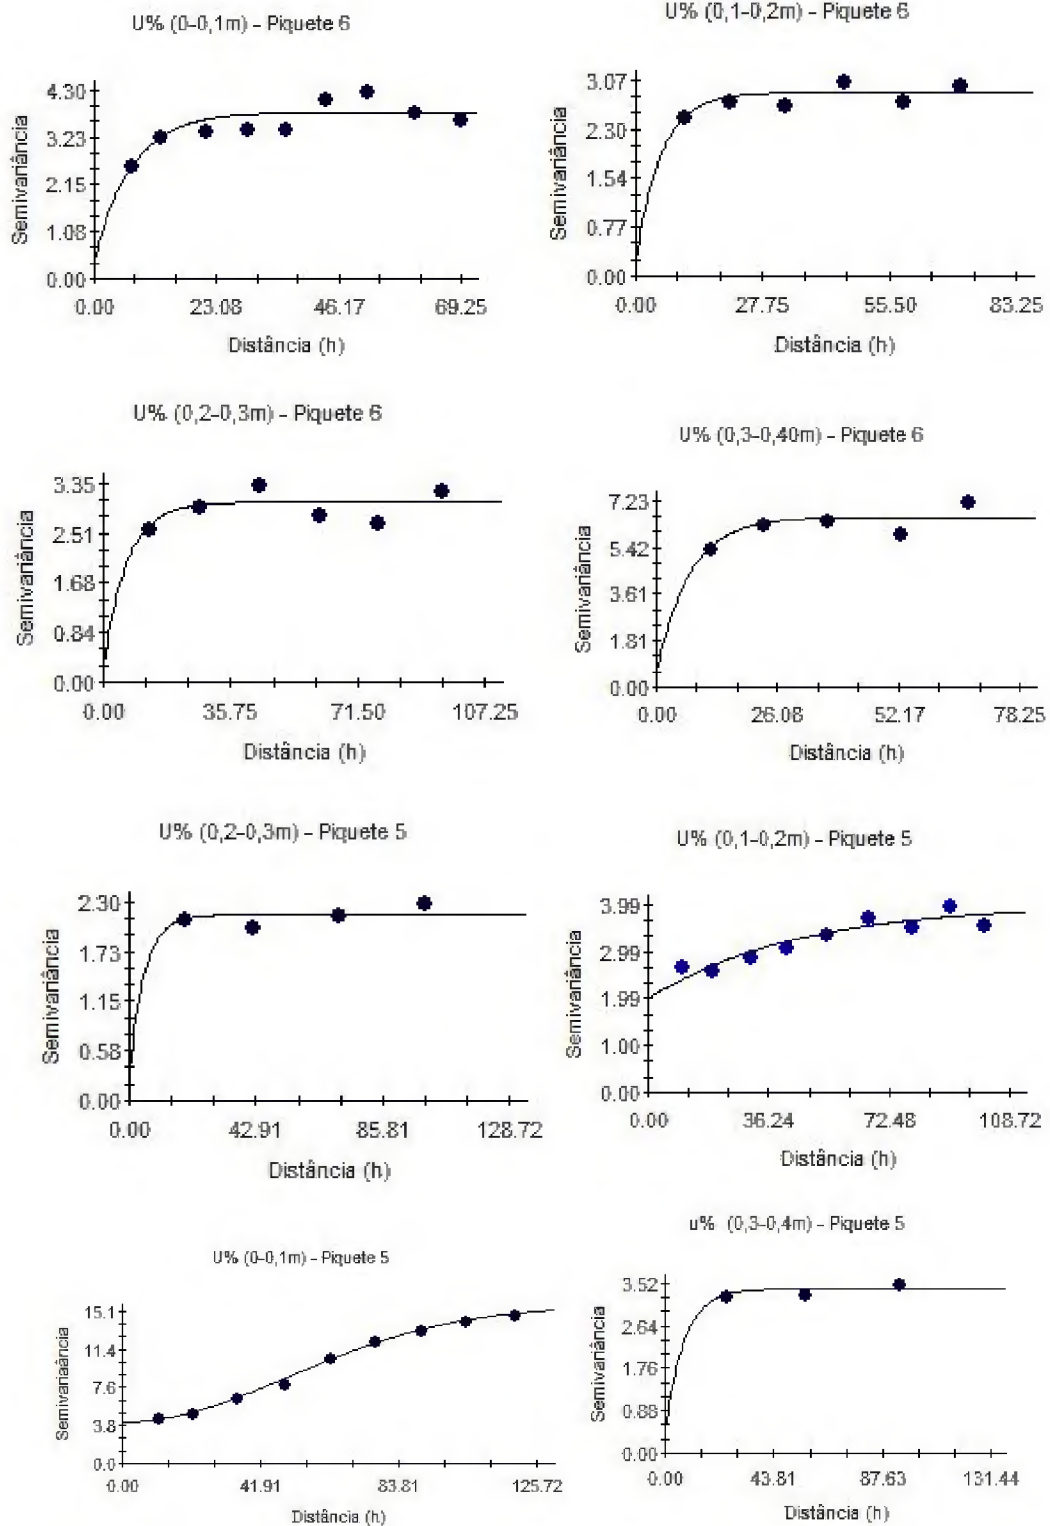 U% (0-0,1m) - Piquete 6
Semivariância
4.30
3.23
2.15
1.08
0.00
0.00 23.08 46.17 69.25
Distância (h)
U% (0,1-0,2m) - Piquete 6
Semivariância
3.07
2.30
1.54
0.77
0.00
0.00 27.75 55.50 83.25
Distância (h)
U% (0,2-0,3m) - Piquete 6
Semivariância
3.35
2.51
1.68
0.84
0.00
0.00 35.75 71.50 107.25
Distância (h)
U% (0,3-0,40m) - Piquete 6
Semivariância
7.23
5.42
3.61
1.81
0.00
0.00 26.08 52.17 78.25
Distância (h)
U% (0,2-0,3m) - Piquete 5
Semivariância
2.30
1.73
1.15
0.58
0.00
0.00 42.91 85.81 128.72
Distância (h)
U% (0,1-0,2m) - Piquete 5
Semivariância
3.99
2.99
1.99
1.00
0.00
0.00 36.24 72.48 108.72
Distância (h)
U% (0-0,1m) - Piquete 5
Semivariaância
15.1
11.4
7.6
3.8
0.0
0.00 41.91 83.81 125.72
Distância (h)
u% (0,3-0,4m) - Piquete 5
Semivariância
3.52
2.64
1.76
0.88
0.00
0.00 43.81 87.63 131.44
Distância (h)